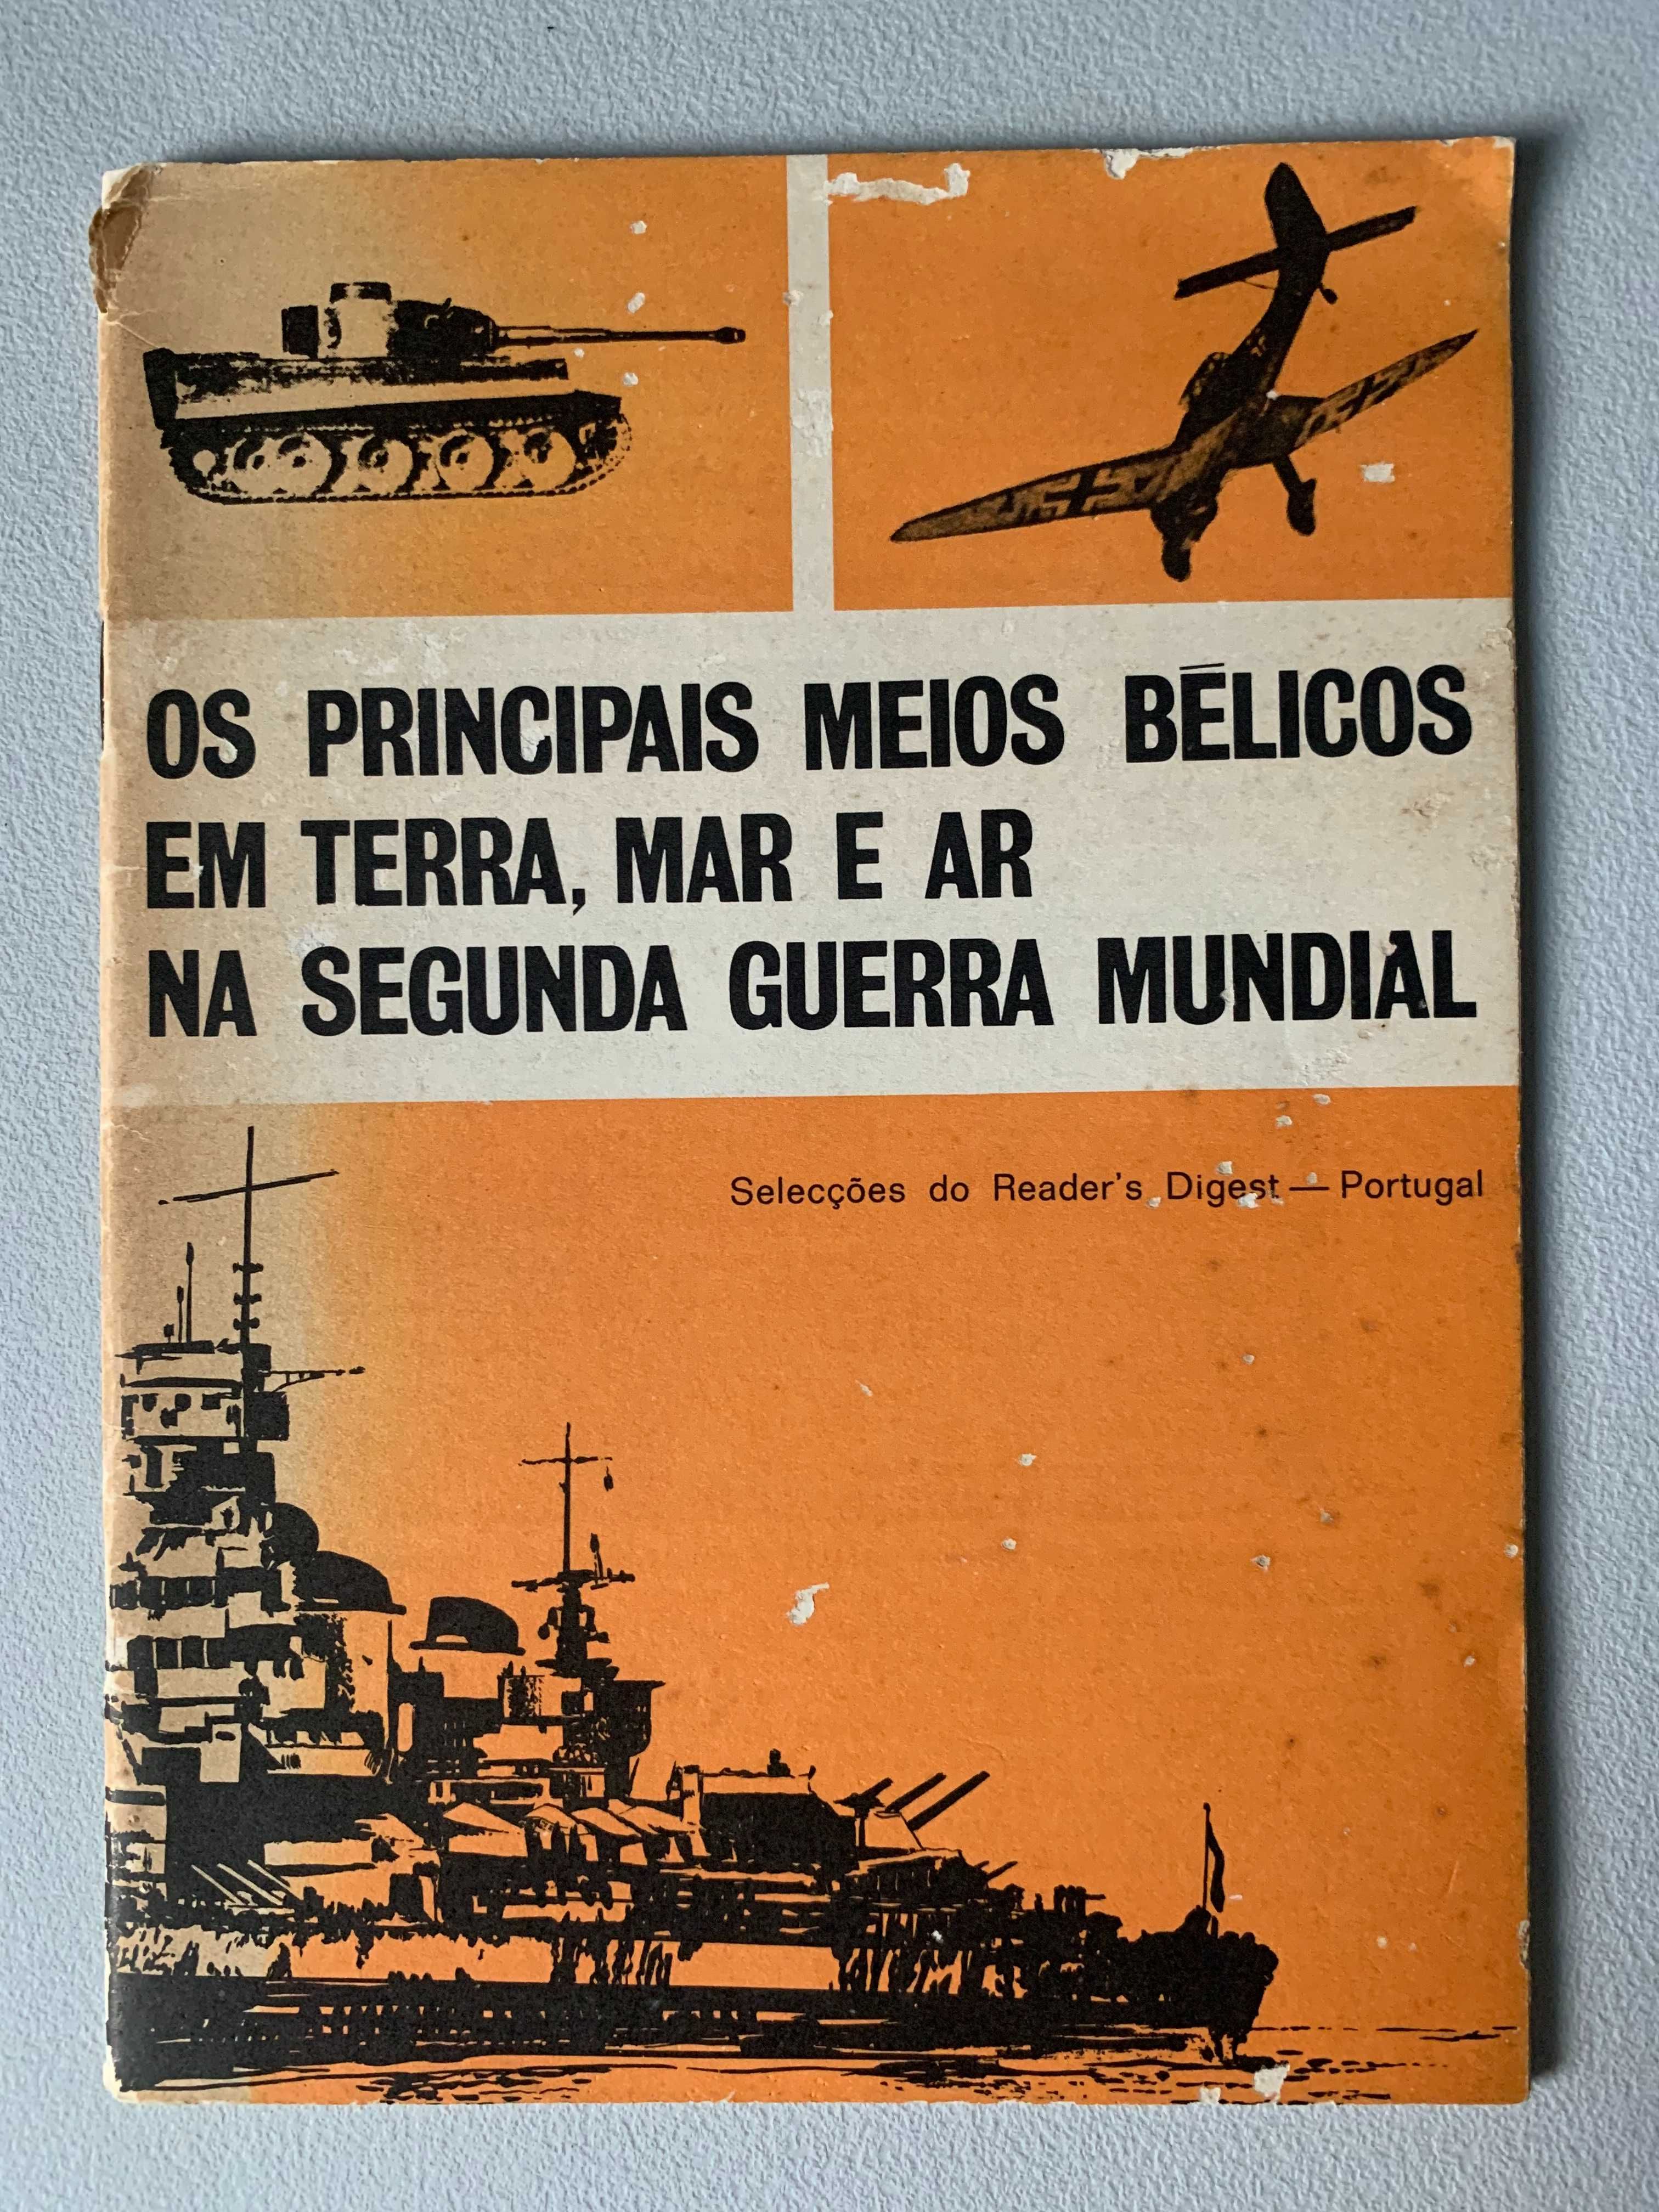 OS PRINCIPAIS MEIOS BÉLICOS
EM TERRA, MAR E AR
NA SEGUNDA GUERRA MUNDIAL
Selecções do Reader's Digest — Portugal